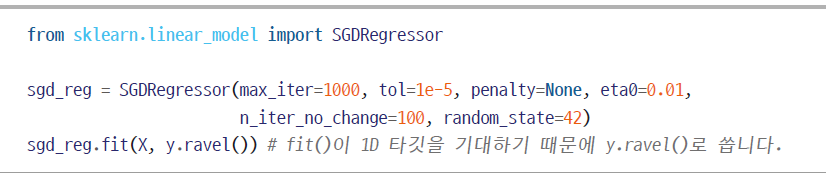 from sklearn.linear_model import SGDRegressor
sgd_reg = SGDRegressor(max_iter=1000, tol=1e-5, penalty=None, eta0=0.01,
n_iter_no_change=100, random_state=42)
sgd_reg.fit(X, y.ravel()) # fit()이 1D 타깃을 기대하기 때문에 y.ravel()로 씁니다.